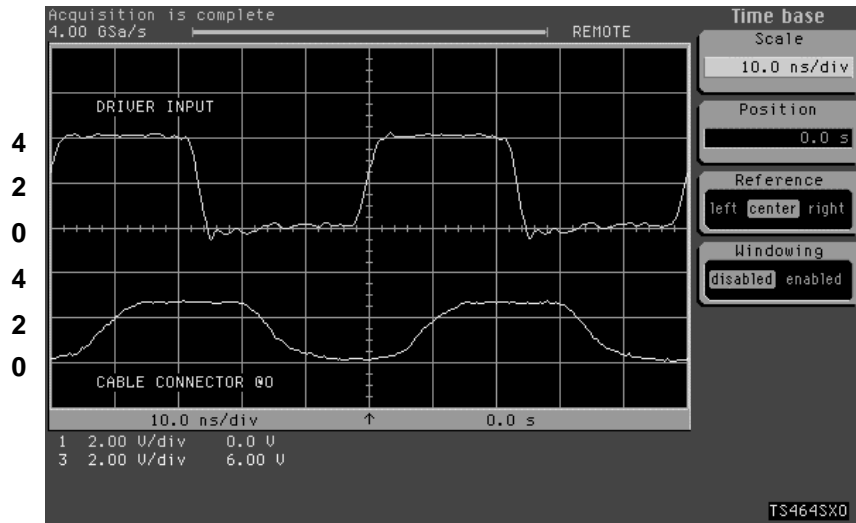 Acquisition is complete
4.00 GSa/s REMOTE
Time base
Scale
10.0 ns/div
Position
0.0 s
Reference
left center right
Windowing
disabled enabled
DRIVER INPUT
4
2
0
4
2
0
CABLE CONNECTOR @0
10.0 ns/div ↑ 0.0 s
1 2.00 V/div 0.0 V
3 2.00 V/div 6.00 V
TS464SX0